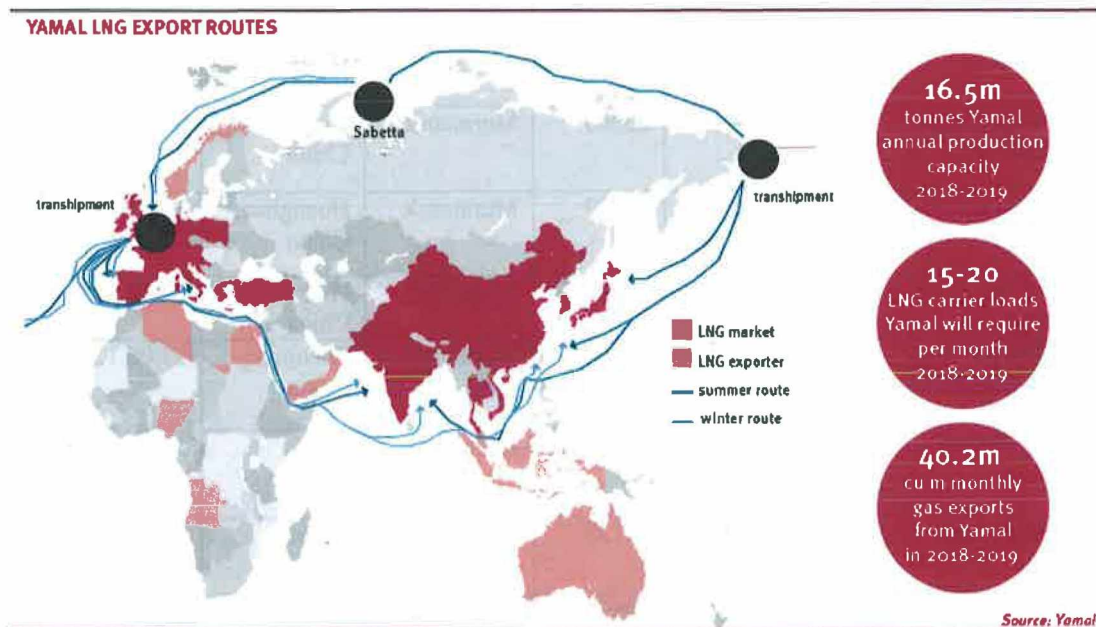 YAMAL LNG EXPORT ROUTES
Sabetta
transhipment
transhipment
LNG market
LNG exporter
summer route
winter route
16.5m
tonnes Yamal
annual production
capacity
2018-2019
15-20
LNG carrier loads
Yamal will require
per month
2018-2019
40.2m
cu m monthly
gas exports
from Yamal
in 2018-2019
Source: Yamal